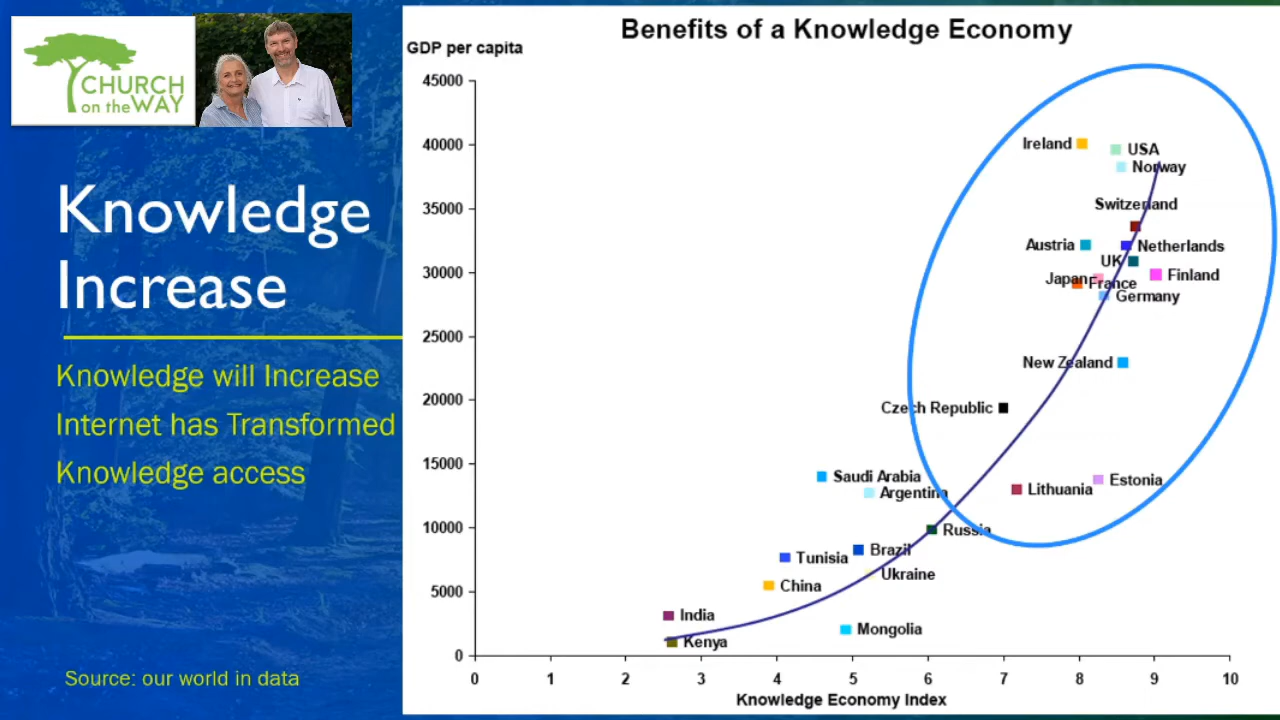 CHURCH
on the WAY
Knowledge
Increase
Knowledge will Increase
Internet has Transformed
Knowledge access
Source: our world in data
Benefits of a Knowledge Economy
GDP per capita
45000
40000
35000
30000
25000
20000
15000
10000
5000
0
Ireland
USA
Norway
Switzerland
Austria
Netherlands
UK
Japan
Finland
France
Germany
New Zealand
Czech Republic
Saudi Arabia
Estonia
Lithuania
Argentina
Russia
Brazil
Tunisia
Ukraine
China
India
Mongolia
Kenya
0 1 2 3 4 5 6 7 8 9 10
Knowledge Economy Index